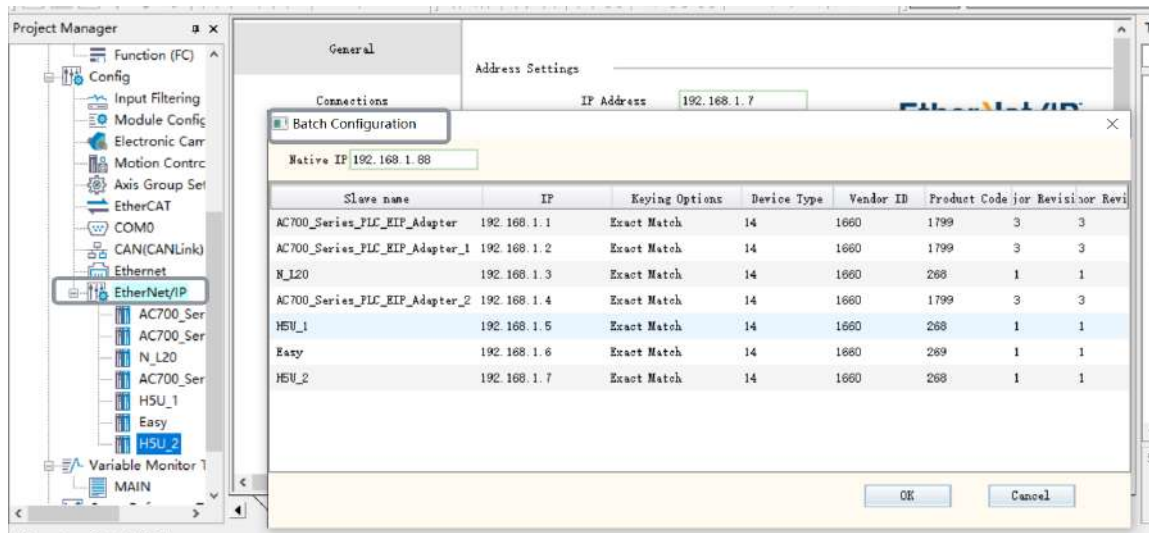 Project Manager
Function (FC)
Config
Input Filtering
Module Config
Electronic Cam
Motion Contrc
Axis Group Set
EtherCAT
COM0
CAN(CANLink)
Ethernet
EtherNet/IP
AC700_Ser
AC700_Ser
N_L20
AC700_Ser
H5U_1
Easy
H5U_2
Variable Monitor T
MAIN
General
Connections
Address Settings
IP Address 192.168.1.7
EtherNet/IP
Batch Configuration
Native IP 192.168.1.88
Slave name IP Keying Options Device Type Vendor ID Product Code jor Revisi nor Revi
AC700_Series_PLC_EIP_Adapter 192.168.1.1 Exact Match 14 1660 1799 3 3
AC700_Series_PLC_EIP_Adapter_1 192.168.1.2 Exact Match 14 1660 1799 3 3
N_L20 192.168.1.3 Exact Match 14 1660 268 1 1
AC700_Series_PLC_EIP_Adapter_2 192.168.1.4 Exact Match 14 1660 1799 3 3
H5U_1 192.168.1.5 Exact Match 14 1660 268 1 1
Easy 192.168.1.6 Exact Match 14 1660 269 1 1
H5U_2 192.168.1.7 Exact Match 14 1660 268 1 1
OK Cancel